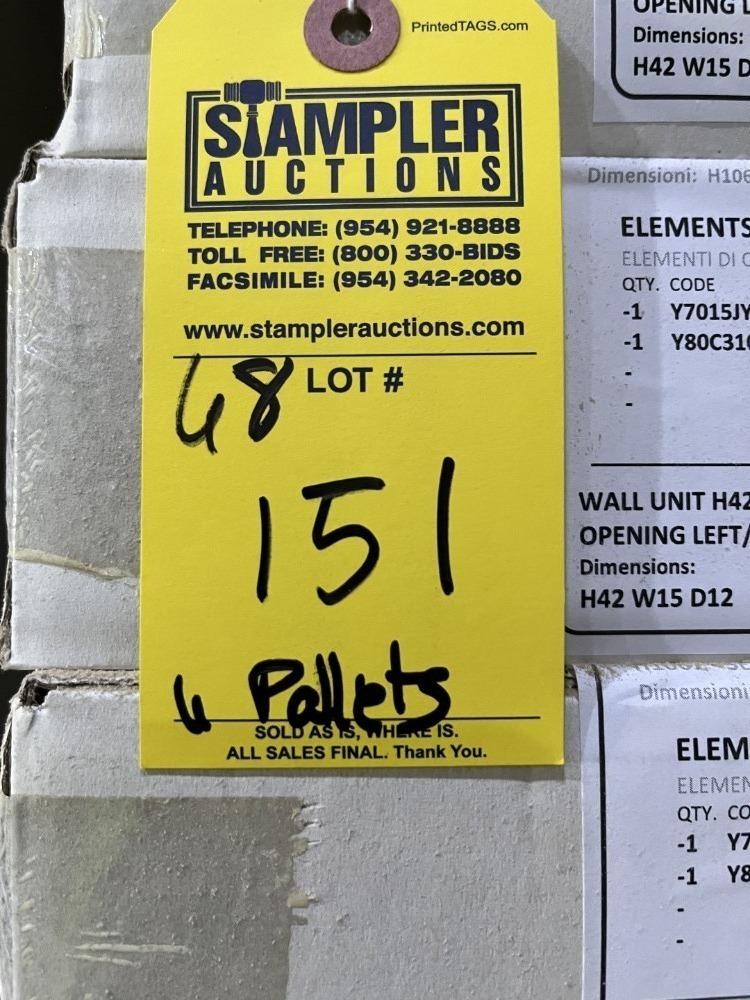 PrintedTAGS.com
STAMPLER
AUCTIONS
TELEPHONE: (954) 921-8888
TOLL FREE: (800) 330-BIDS
FACSIMILE: (954) 342-2080
www.stamplerauctions.com
68 LOT #
151
6 Pallets
SOLD AS IS, WHERE IS.
ALL SALES FINAL. Thank You.
OPENING L
Dimensions:
H42 W15 D
Dimensioni: H106
ELEMENTS
ELEMENTI DI C
QTY. CODE
-1 Y7015JY
-1 Y80C31
-
-
WALL UNIT H42
OPENING LEFT/
Dimensions:
H42 W15 D12
Dimensioni
ELEM
ELEMEN
QTY. CO
-1 Y7
-1 Y8
-
-